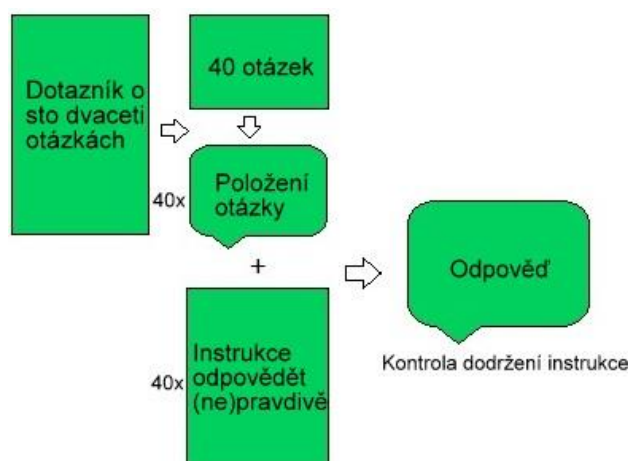 Dotazník o
sto dvaceti
otázkách
40 otázek
40x
Položení
otázky
+
40x
Instrukce
odpovědět
(ne)pravdivě
Odpověď
Kontrola dodržení instrukce